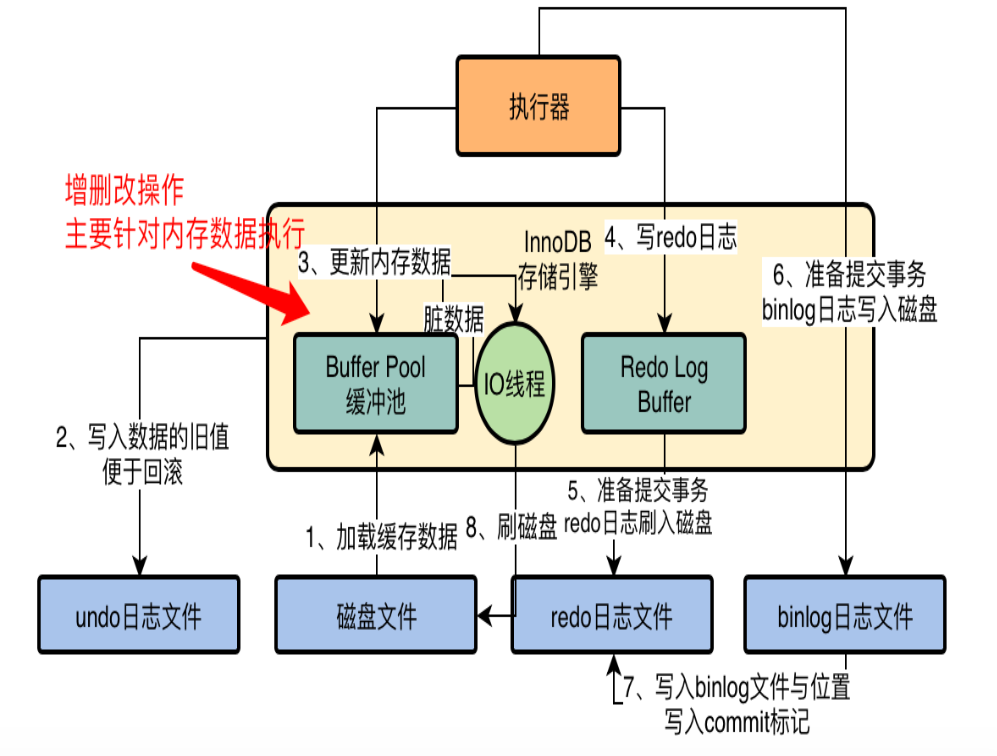 执行器
增删改操作
主要针对内存数据执行
InnoDB
存储引擎
3、更新内存数据
4、写redo日志
6、准备提交事务
binlog日志写入磁盘
脏数据
Buffer Pool
缓冲池
IO线程
Redo Log
Buffer
2、写入数据的旧值
便于回滚
1、加载缓存数据
8、刷磁盘
5、准备提交事务
redo日志刷入磁盘
undo日志文件
磁盘文件
redo日志文件
binlog日志文件
7、写入binlog文件与位置
写入commit标记